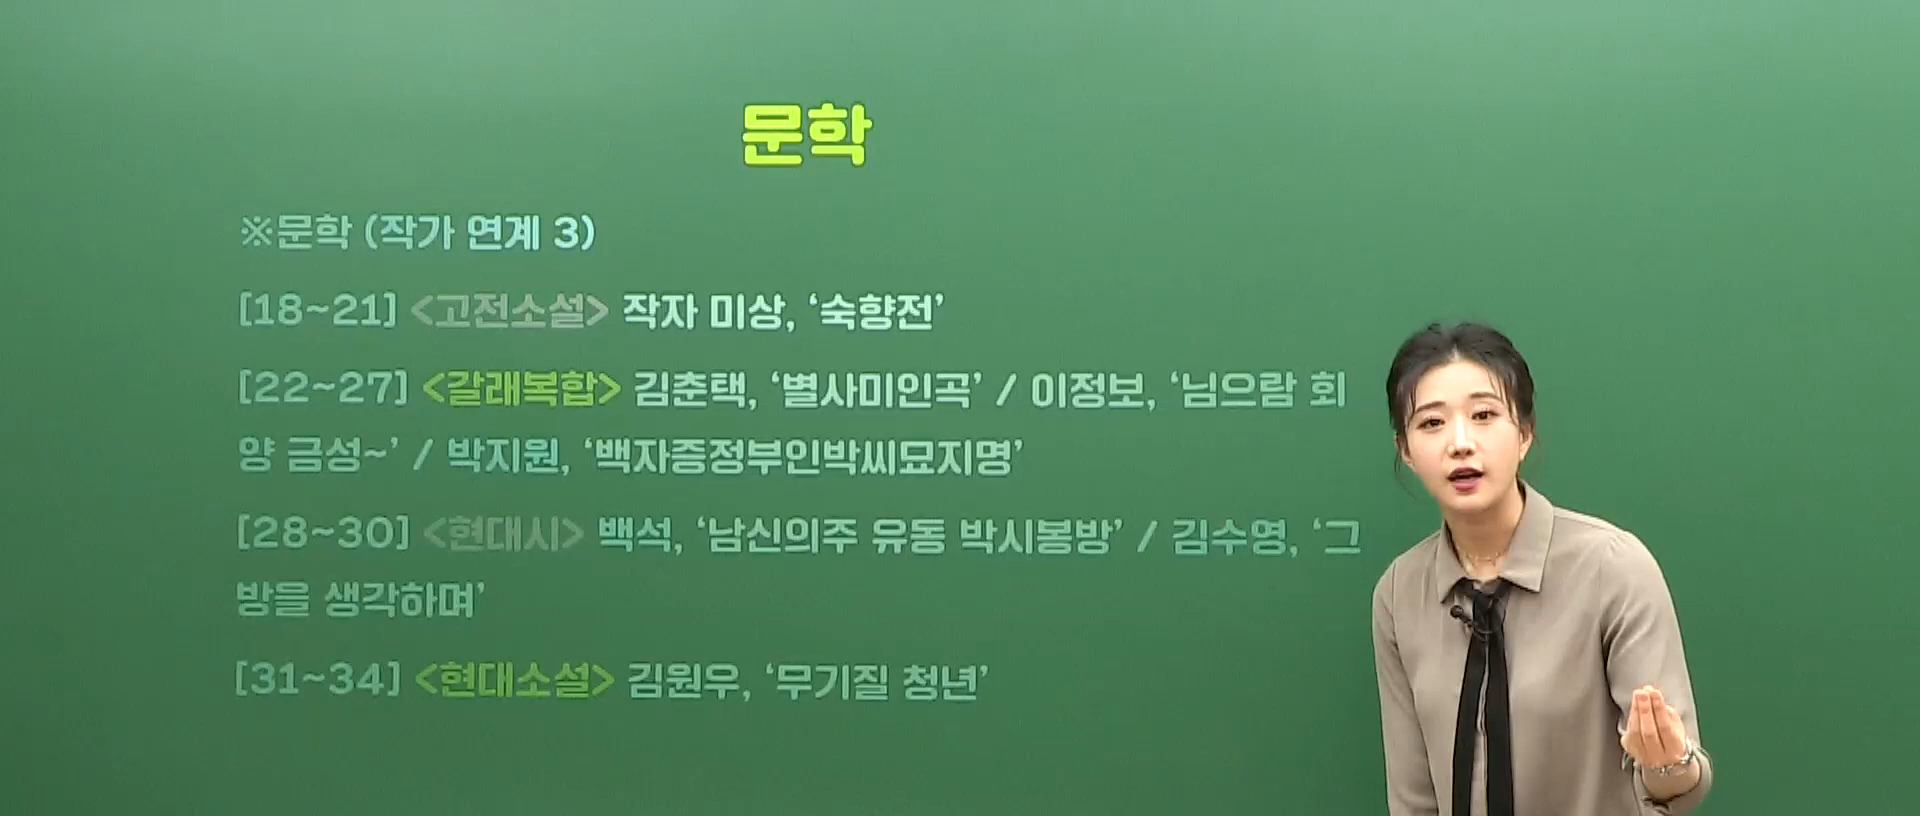 문학
※문학 (작가 연계 3)
[18~21] <고전소설> 작자 미상, ‘숙향전’
[22~27] <갈래복합> 김춘택, ‘별사미인곡’ / 이정보, ‘님으람 회
양 금성~’ / 박지원, ‘백자증정부인박씨묘지명’
[28~30] <현대시> 백석, ‘남신의주 유동 박시봉방’ / 김수영, ‘그
방을 생각하며’
[31~34] <현대소설> 김원우, ‘무기질 청년’